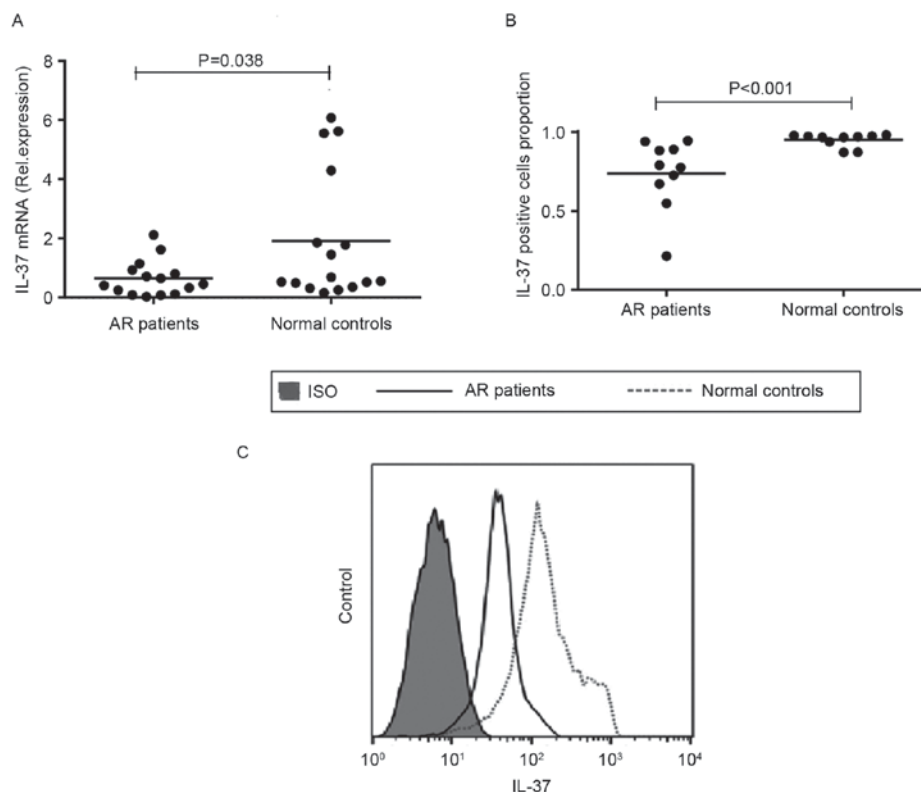 A
P=0.038
IL-37 mRNA (Rel.expression)
8
6
4
2
0
AR patients
Normal controls
B
P<0.001
IL-37 positive cells proportion
1.0
0.5
0.0
AR patients
Normal controls
ISO
AR patients
Normal controls
C
Control
10⁰
10¹
10²
10³
10⁴
IL-37